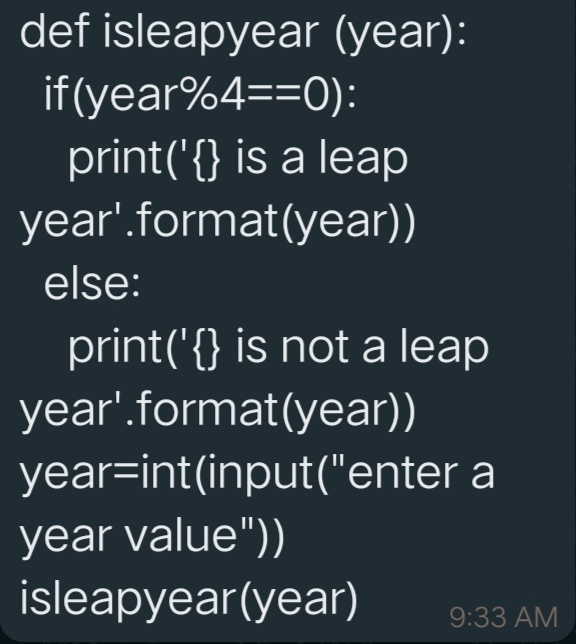 def isleapyear (year):
  if(year%4==0):
    print('{} is a leap
year'.format(year))
  else:
    print('{} is not a leap
year'.format(year))
year=int(input("enter a
year value"))
isleapyear(year)
9:33 AM